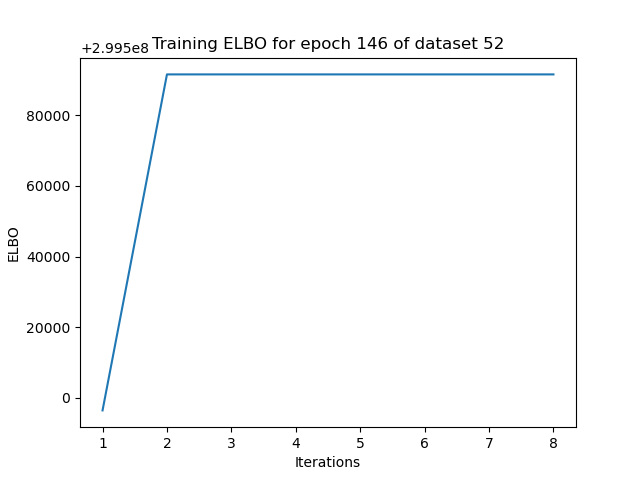 +2.995e8
Training ELBO for epoch 146 of dataset 52
80000
60000
40000
20000
0
ELBO
1 2 3 4 5 6 7 8
Iterations